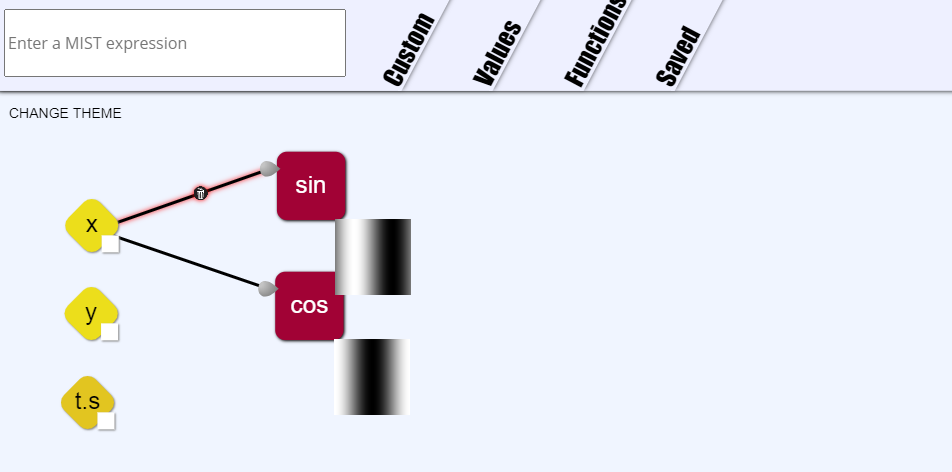 Enter a MIST expression
Custom
Values
Functions
Saved
CHANGE THEME
sin
x
cos
y
t.s